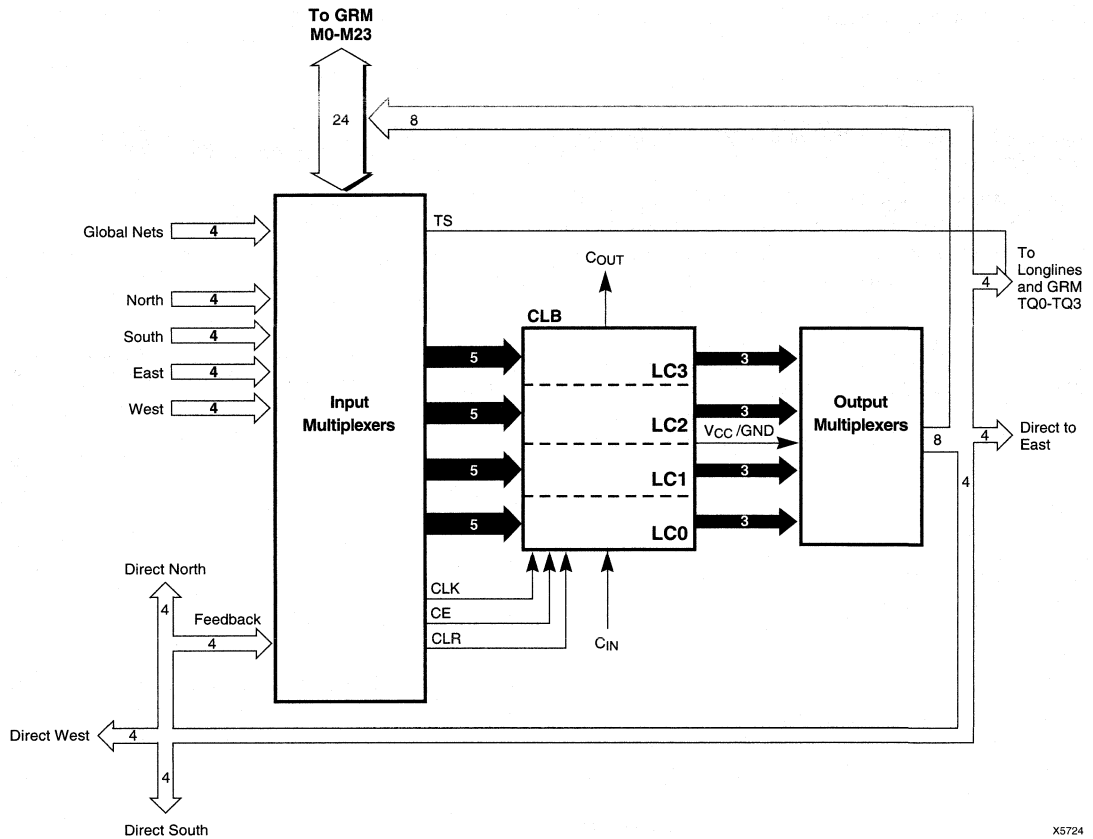 To GRM
M0-M23
24
8
Global Nets
4
TS
To
Longlines
and GRM
TQ0-TQ3
4
COUT
North
4
South
4
East
4
West
4
CLB
5
LC3
3
Input
Multiplexers
5
LC2
3
VCC /GND
Output
Multiplexers
8
4
Direct to
East
5
LC1
3
4
5
LC0
3
Direct North
4
Feedback
4
CLK
CE
CLR
CIN
Direct West
4
4
Direct South
X5724